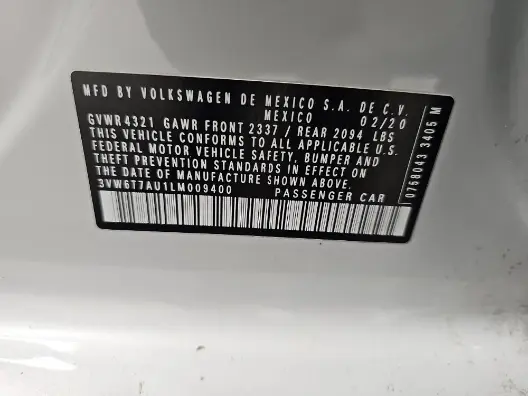 MFD BY VOLKSWAGEN DE MEXICO S.A. DE C.V.
MEXICO 02/20
GVWR 4321 GAWR FRONT 2337 / REAR 2094 LBS
THIS VEHICLE CONFORMS TO ALL APPLICABLE U.S.
FEDERAL MOTOR VEHICLE SAFETY, BUMPER AND
THEFT PREVENTION STANDARDS IN EFFECT ON
THE DATE OF MANUFACTURE SHOWN ABOVE.
3VW6T7AU1LM009400 PASSENGER CAR
0768043 3405 M